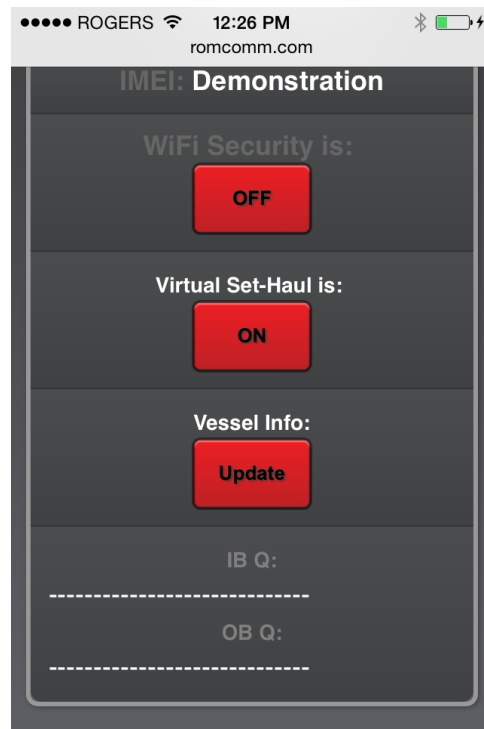 ●●●●● ROGERS 12:26 PM
romcomm.com
IMEI: Demonstration
WiFi Security is:
OFF
Virtual Set-Haul is:
ON
Vessel Info:
Update
IB Q:
----------------------------
OB Q:
----------------------------